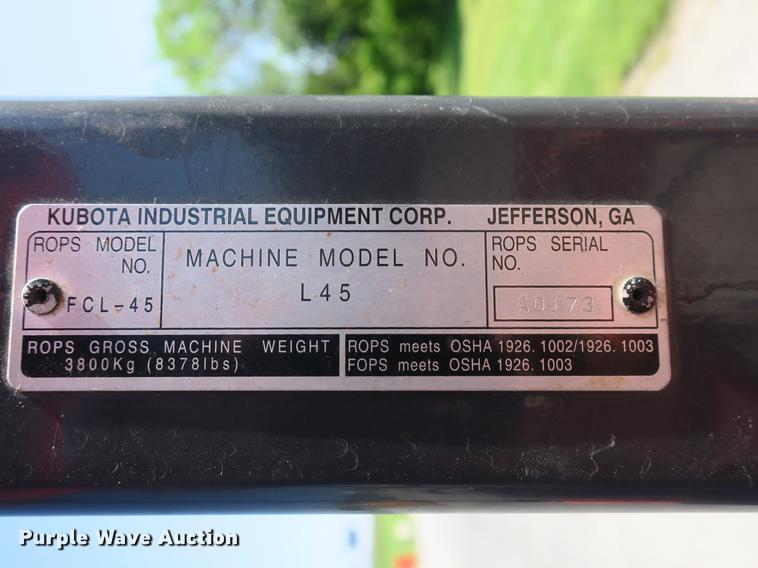 KUBOTA INDUSTRIAL EQUIPMENT CORP. JEFFERSON, GA
ROPS MODEL NO.
FCL-45
MACHINE MODEL NO.
L45
ROPS SERIAL NO.
A0173
ROPS GROSS MACHINE WEIGHT
3800Kg (8378lbs)
ROPS meets OSHA 1926. 1002/1926. 1003
FOPS meets OSHA 1926. 1003
Purple Wave Auction